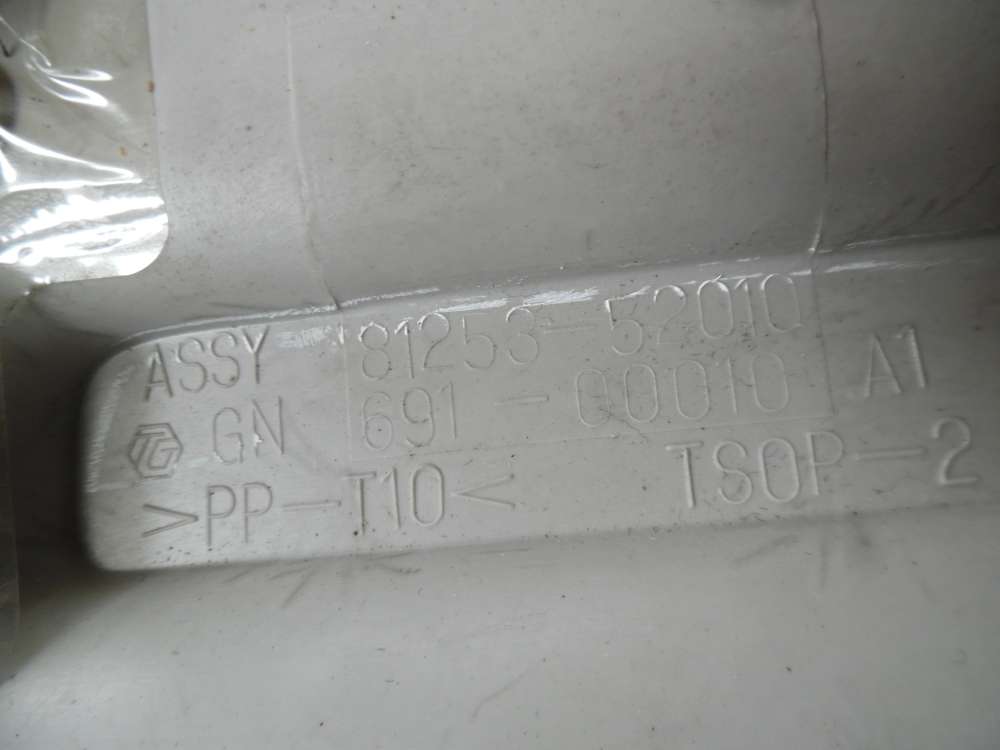 ASSY 81253-52010
GN 691-00010 A1
>PP-T10< TSOP-2